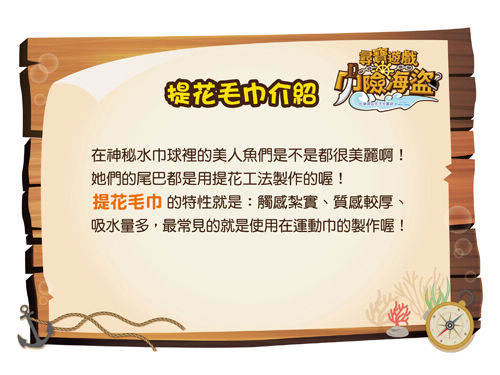 尋寶遊戲
巾險海盜
提花毛巾介紹
在神秘水巾球裡的美人魚們是不是都很美麗啊！
她們的尾巴都是用提花工法製作的喔！
提花毛巾 的特性就是：觸感紮實、質感較厚、
吸水量多，最常見的就是使用在運動巾的製作喔！